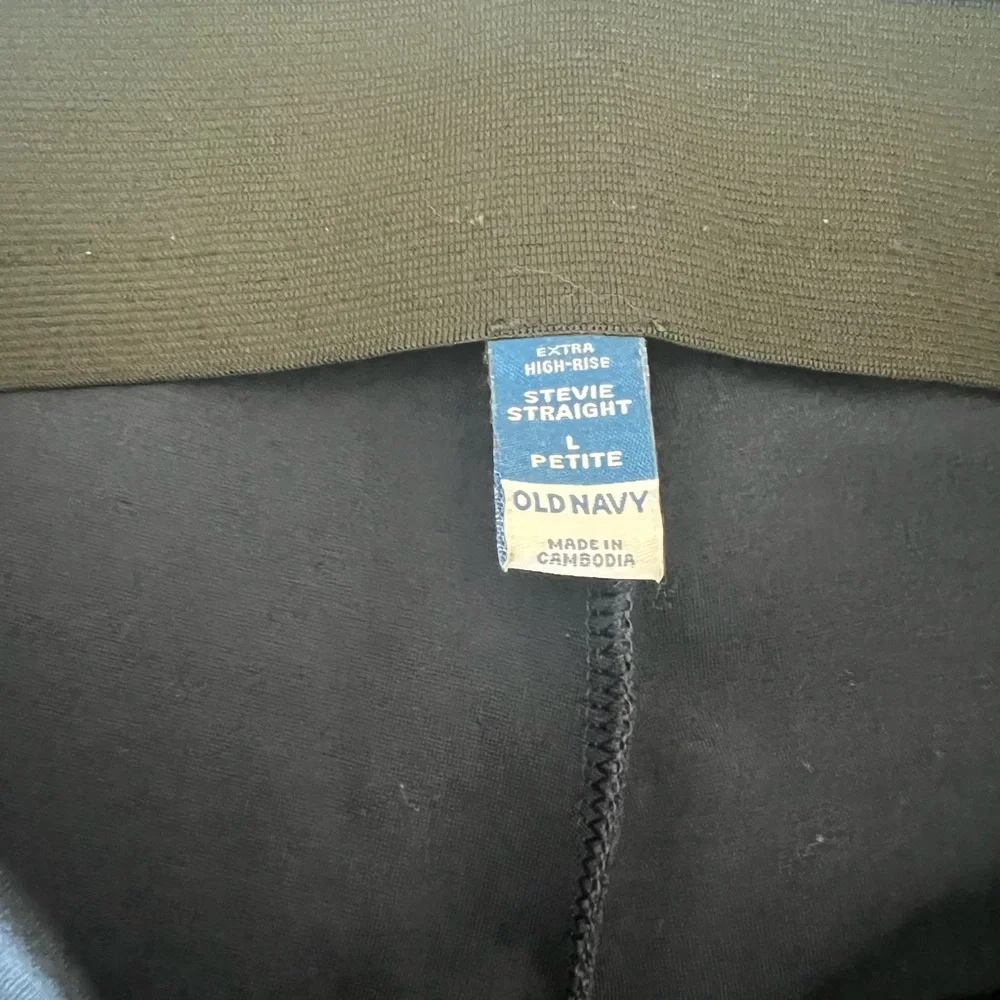 EXTRA
HIGH-RISE
STEVIE
STRAIGHT
L
PETITE
OLD NAVY
MADE IN
CAMBODIA